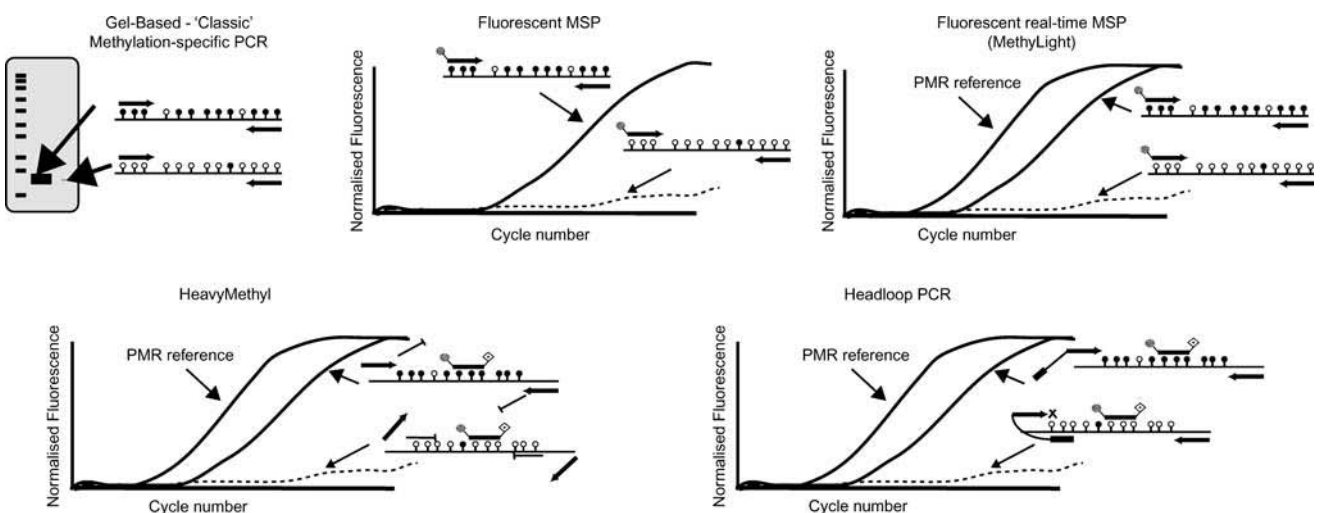 Gel-Based - ‘Classic’
Methylation-specific PCR
Fluorescent MSP
Normalised Fluorescence
Cycle number
Fluorescent real-time MSP
(MethyLight)
PMR reference
Normalised Fluorescence
Cycle number
HeavyMethyl
PMR reference
Normalised Fluorescence
Cycle number
Headloop PCR
PMR reference
x
Normalised Fluorescence
Cycle number